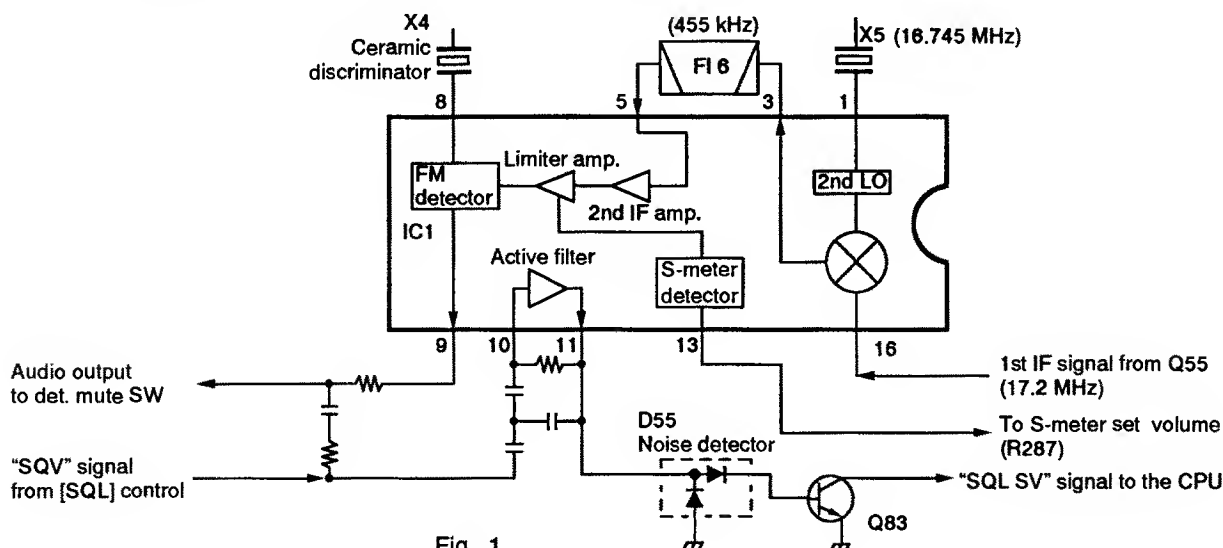 X4
Ceramic
discriminator
(455 kHz)
FI 6
X5 (16.745 MHz)
8
5
3
1
Limiter amp.
FM
detector
2nd IF amp.
2nd LO
IC1
Active filter
S-meter
detector
9
10
11
13
16
Audio output
to det. mute SW
1st IF signal from Q55
(17.2 MHz)
D55
Noise detector
To S-meter set volume
(R287)
"SQV" signal
from [SQL] control
"SQL SV" signal to the CPU
Q83
Fig. 1